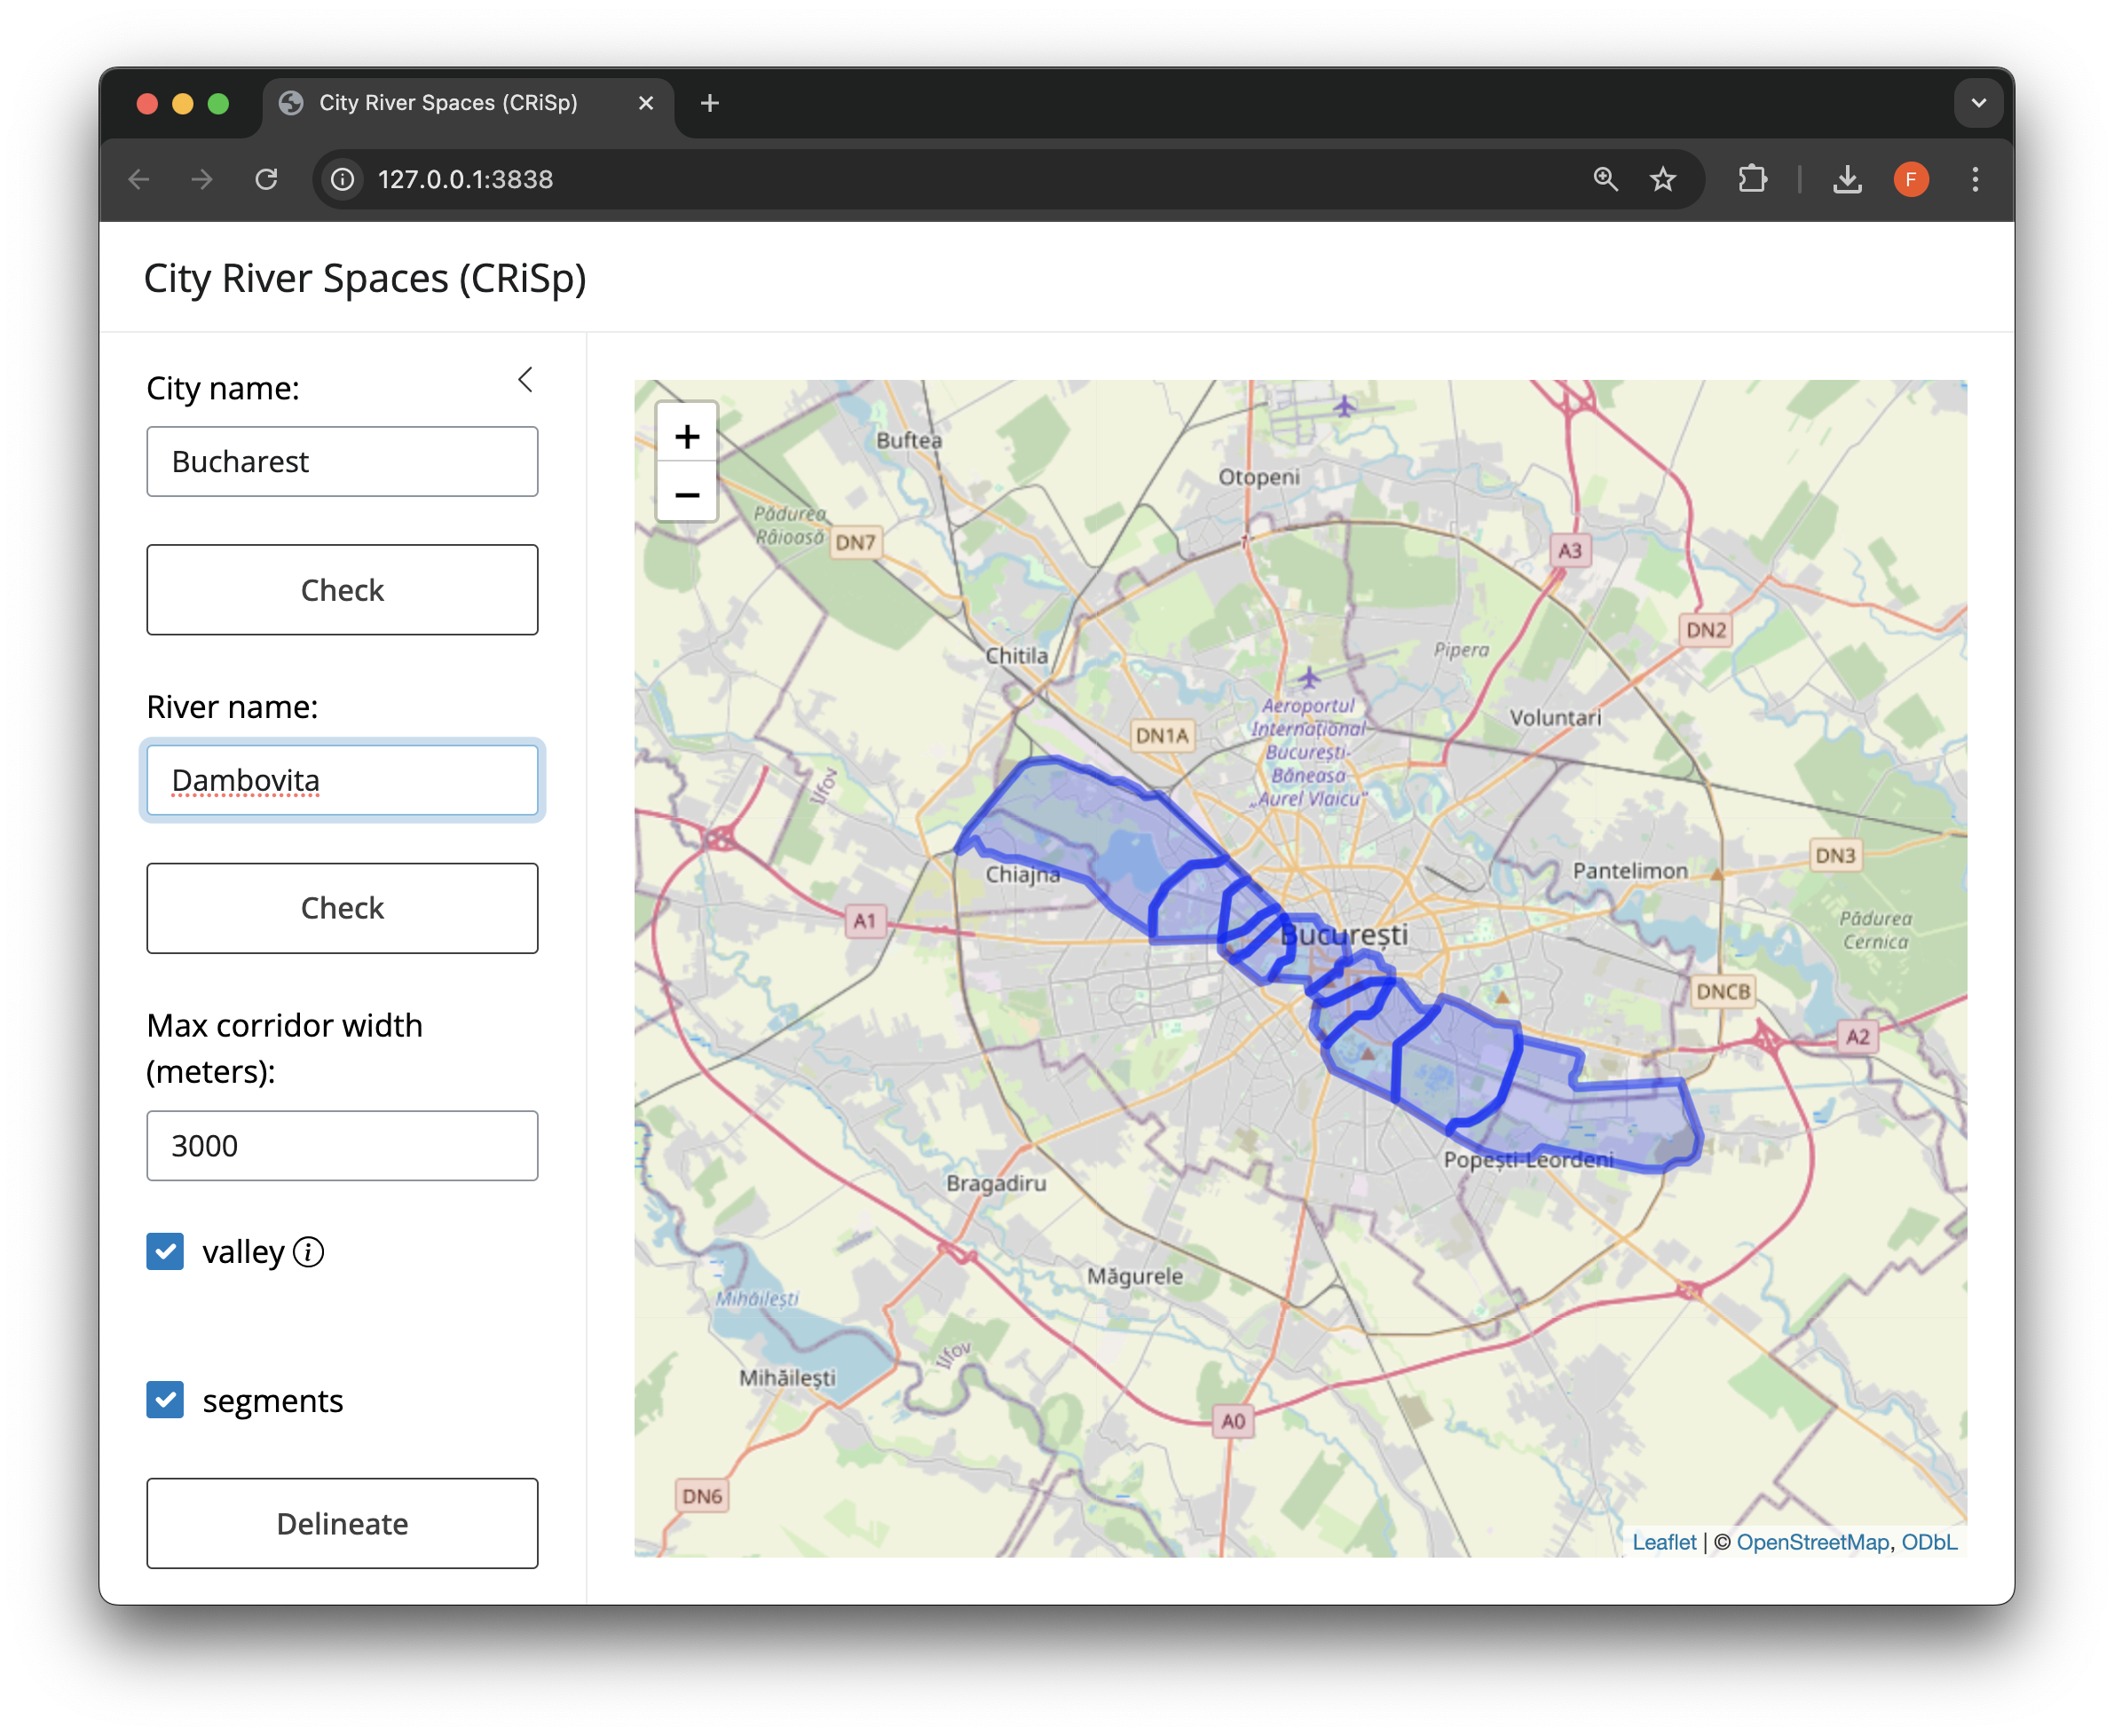 City River Spaces (CRiSp)
127.0.0.1:3838
F
City River Spaces (CRiSp)
City name:
Bucharest
Check
River name:
Dambovita
Check
Max corridor width
(meters):
3000
valley
segments
Delineate
+
−
Buftea
Otopeni
Pădurea
Râioasă
DN7
1
A3
DN2
Chitila
Pipera
Voluntari
DN1A
Aeroportul
Internațional
București-
Băneasa
„Aurel Vlaicu"
Ilfov
Chiajna
Pantelimon
DN3
A1
București
Pădurea
Cernica
DNCB
A2
Popești-Leordeni
Bragadiru
Măgurele
Mihăilești
Ilfov
Mihăilești
A0
DN6
Leaflet | © OpenStreetMap, ODbL